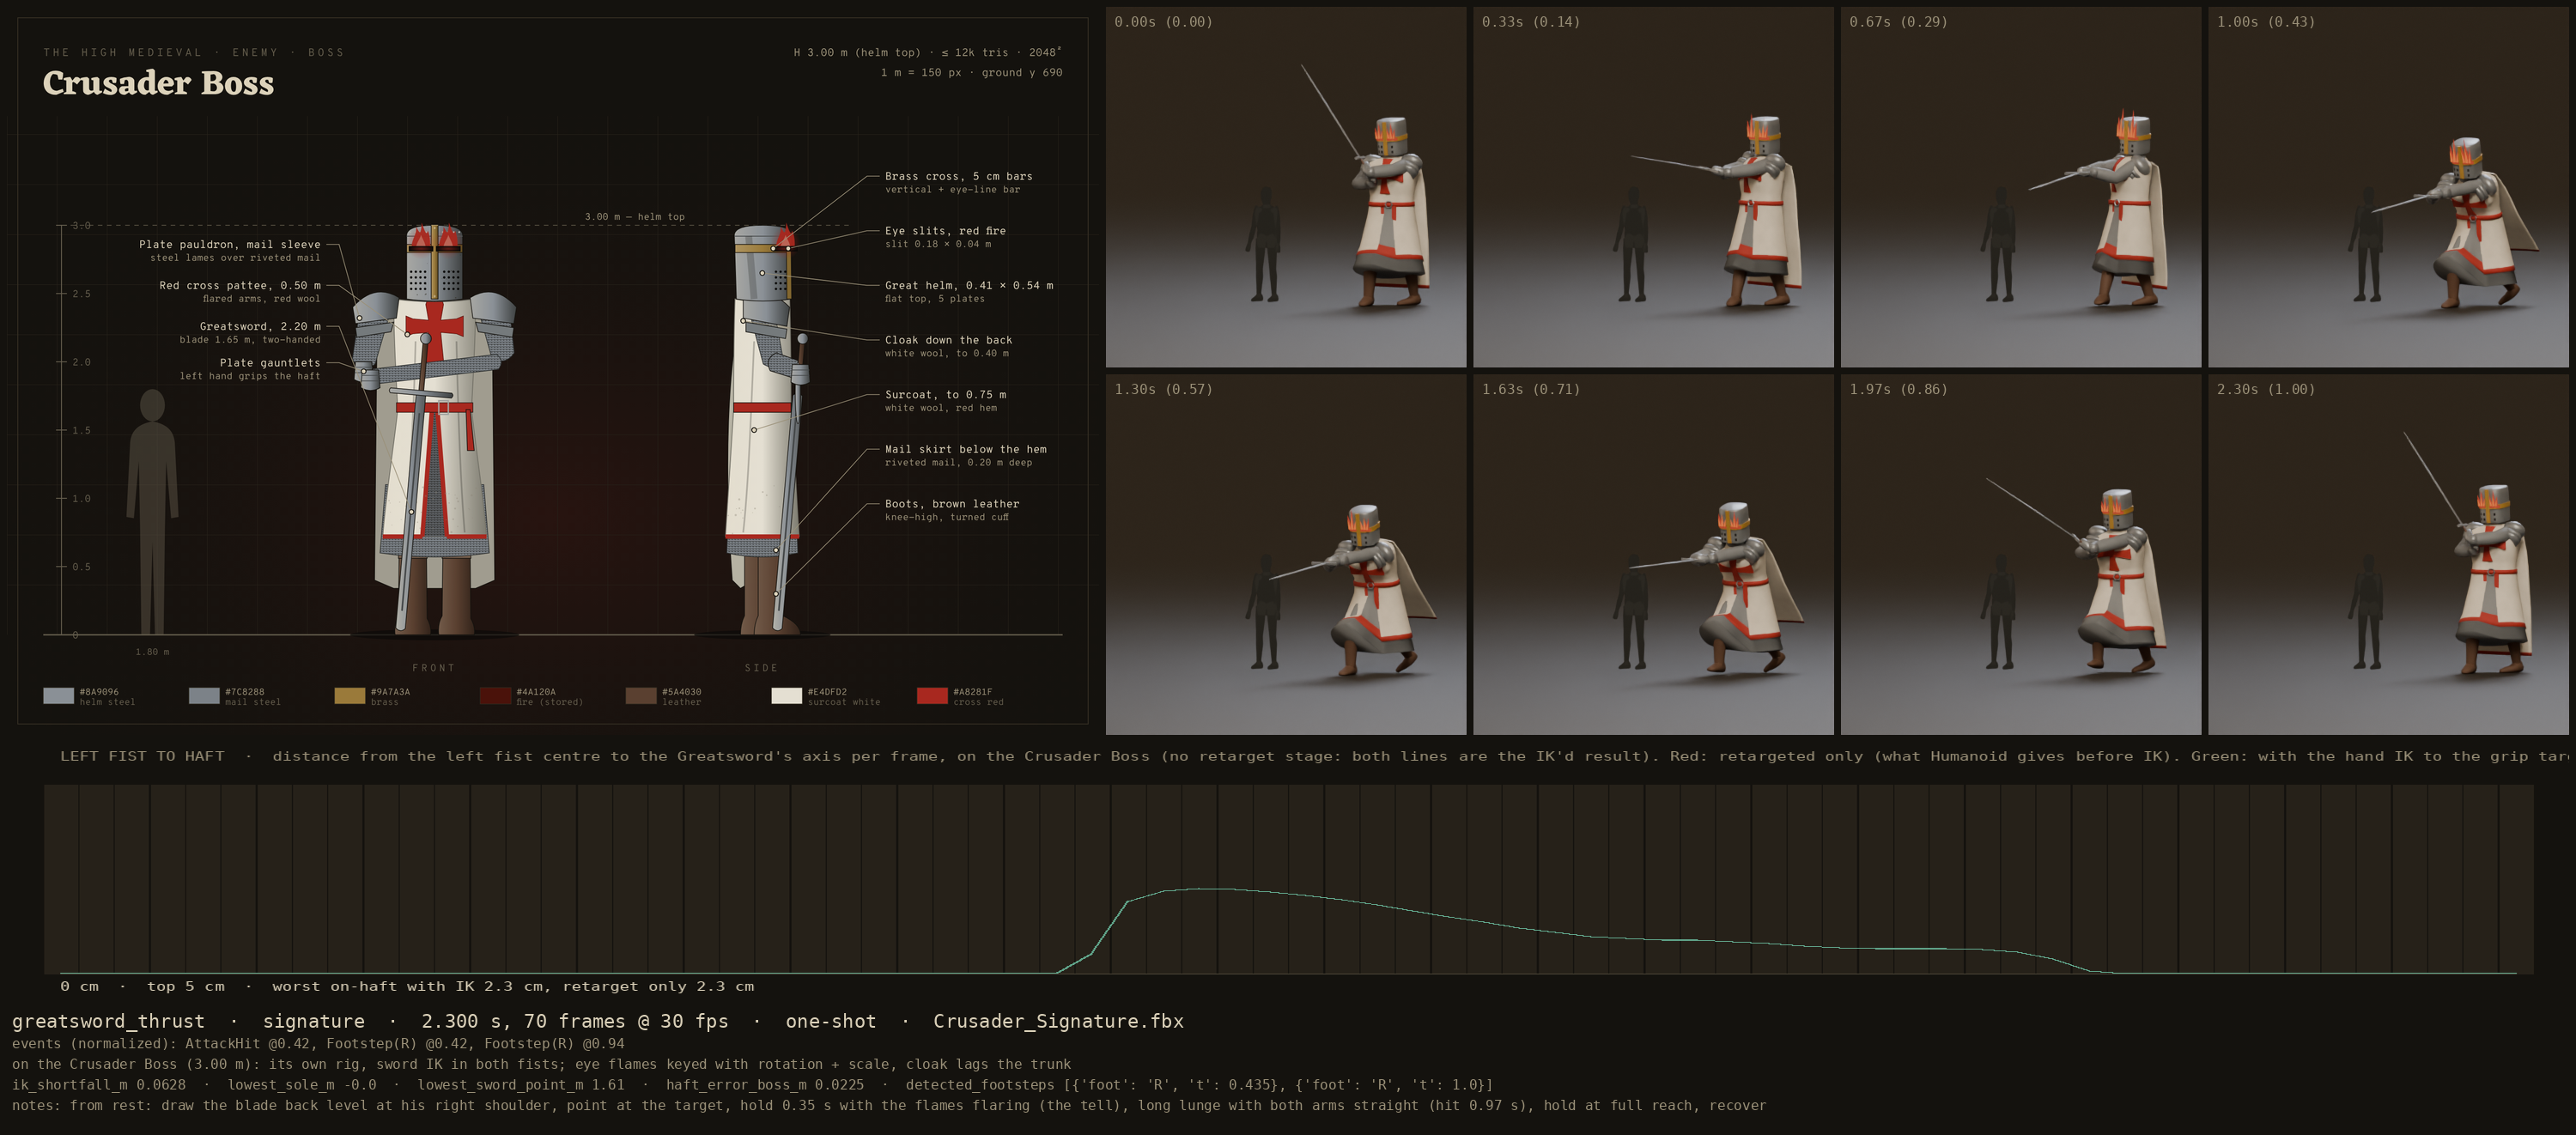 THE HIGH MEDIEVAL · ENEMY · BOSS
Crusader Boss
H 3.00 m (helm top) · ≤ 12k tris · 2048²
1 m = 150 px · ground y 690
3.00 m — helm top
3.0
2.5
2.0
1.5
1.0
0.5
0
Plate pauldron, mail sleeve
steel lames over riveted mail
Red cross pattee, 0.50 m
flared arms, red wool
Greatsword, 2.20 m
blade 1.65 m, two-handed
Plate gauntlets
left hand grips the haft
Brass cross, 5 cm bars
vertical + eye-line bar
Eye slits, red fire
slit 0.18 × 0.04 m
Great helm, 0.41 × 0.54 m
flat top, 5 plates
Cloak down the back
white wool, to 0.40 m
Surcoat, to 0.75 m
white wool, red hem
Mail skirt below the hem
riveted mail, 0.20 m deep
Boots, brown leather
knee-high, turned cuff
1.80 m
FRONT
SIDE
#8A9096
helm steel
#7C8288
mail steel
#9A7A3A
brass
#4A120A
fire (stored)
#5A4030
leather
#E4DFD2
surcoat white
#A8281F
cross red
0.00s (0.00)
0.33s (0.14)
0.67s (0.29)
1.00s (0.43)
1.30s (0.57)
1.63s (0.71)
1.97s (0.86)
2.30s (1.00)
LEFT FIST TO HAFT · distance from the left fist centre to the Greatsword's axis per frame, on the Crusader Boss (no retarget stage: both lines are the IK'd result). Red: retargeted only (what Humanoid gives before IK). Green: with the hand IK to the grip tar
0 cm · top 5 cm · worst on-haft with IK 2.3 cm, retarget only 2.3 cm
greatsword_thrust · signature · 2.300 s, 70 frames @ 30 fps · one-shot · Crusader_Signature.fbx
events (normalized): AttackHit @0.42, Footstep(R) @0.42, Footstep(R) @0.94
on the Crusader Boss (3.00 m): its own rig, sword IK in both fists; eye flames keyed with rotation + scale, cloak lags the trunk
ik_shortfall_m 0.0628 · lowest_sole_m -0.0 · lowest_sword_point_m 1.61 · haft_error_boss_m 0.0225 · detected_footsteps [{'foot': 'R', 't': 0.435}, {'foot': 'R', 't': 1.0}]
notes: from rest: draw the blade back level at his right shoulder, point at the target, hold 0.35 s with the flames flaring (the tell), long lunge with both arms straight (hit 0.97 s), hold at full reach, recover